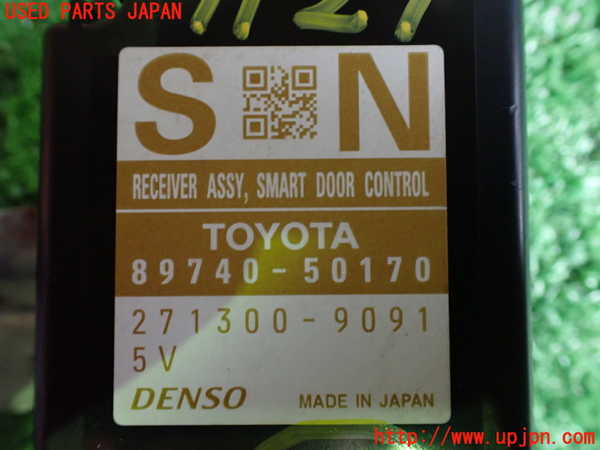 USED PARTS JAPAN
S N
RECEIVER ASSY, SMART DOOR CONTROL
TOYOTA
89740-50170
271300-9091
5V
DENSO MADE IN JAPAN
http://www.upjpn.com/